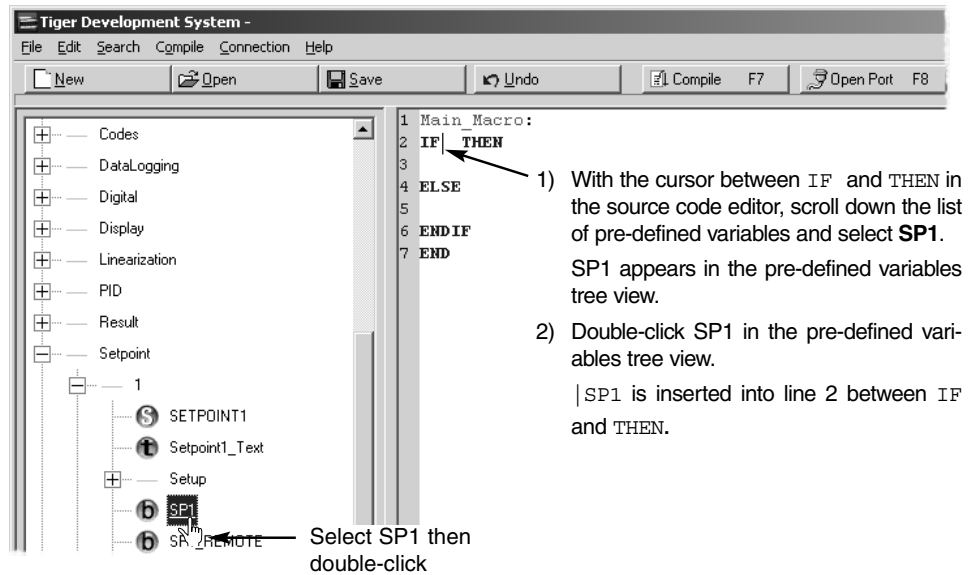 Tiger Development System -
File Edit Search Compile Connection Help
New Open Save Undo Compile F7 Open Port F8
Codes
DataLogging
Digital
Display
Linearization
PID
Result
Setpoint
1
S SETPOINT1
t Setpoint1_Text
Setup
b SP1
b SP1_REMOTE
1 Main_Macro:
2 IF| THEN
3
4 ELSE
5
6 ENDIF
7 END
1) With the cursor between IF and THEN in
the source code editor, scroll down the list
of pre-defined variables and select SP1.
SP1 appears in the pre-defined variables
tree view.
2) Double-click SP1 in the pre-defined vari-
ables tree view.
|SP1 is inserted into line 2 between IF
and THEN.
Select SP1 then
double-click